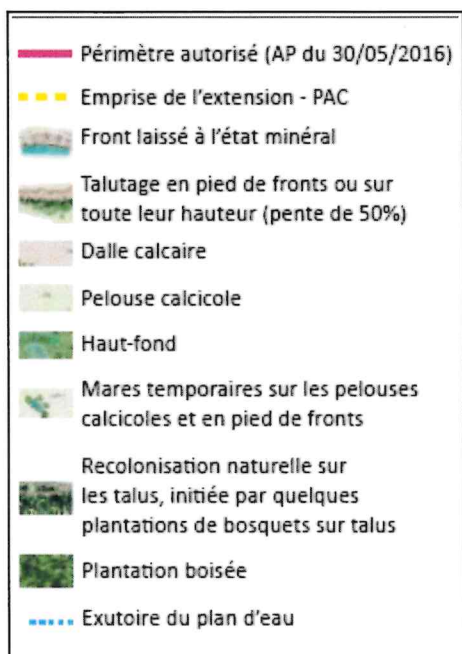 Périmètre autorisé (AP du 30/05/2016)
Emprise de l'extension - PAC
Front laissé à l'état minéral
Talutage en pied de fronts ou sur
toute leur hauteur (pente de 50%)
Dalle calcaire
Pelouse calcicole
Haut-fond
Mares temporaires sur les pelouses
calcicoles et en pied de fronts
Recolonisation naturelle sur
les talus, initiée par quelques
plantations de bosquets sur talus
Plantation boisée
Exutoire du plan d'eau